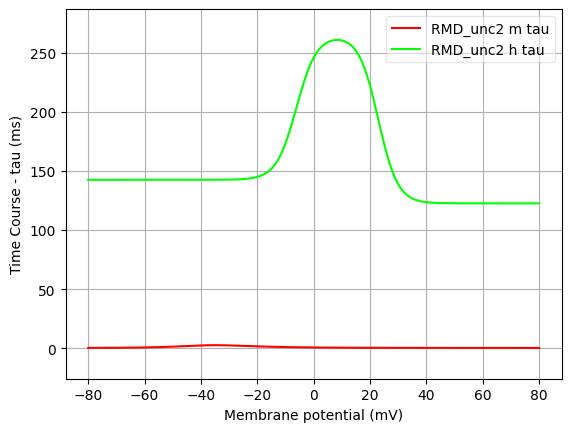 RMD_unc2 m tau
RMD_unc2 h tau
Time Course - tau (ms)
250
200
150
100
50
0
−80 −60 −40 −20 0 20 40 60 80
Membrane potential (mV)